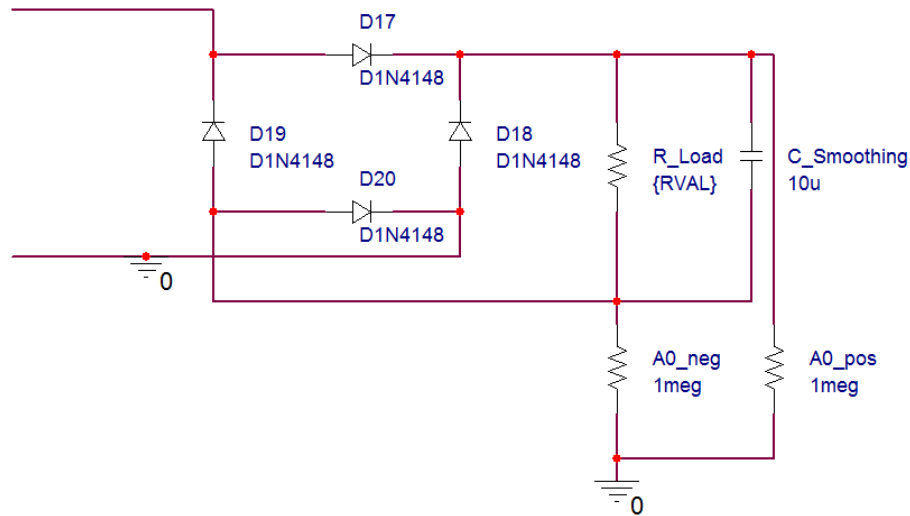 D17
D1N4148
D19
D1N4148
D18
D1N4148
D20
D1N4148
R_Load
{RVAL}
C_Smoothing
10u
0
A0_neg
1meg
A0_pos
1meg
0